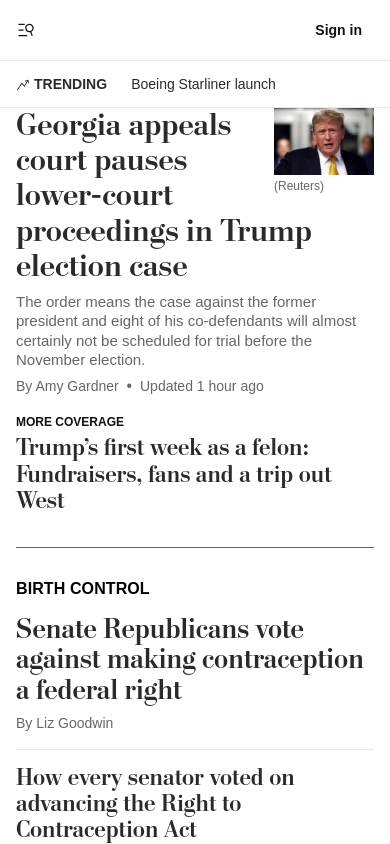 Sign in
TRENDING Boeing Starliner launch
Georgia appeals
court pauses
lower-court
proceedings in Trump
election case
(Reuters)
The order means the case against the former
president and eight of his co-defendants will almost
certainly not be scheduled for trial before the
November election.
By Amy Gardner • Updated 1 hour ago
MORE COVERAGE
Trump’s first week as a felon:
Fundraisers, fans and a trip out
West
BIRTH CONTROL
Senate Republicans vote
against making contraception
a federal right
By Liz Goodwin
How every senator voted on
advancing the Right to
Contraception Act